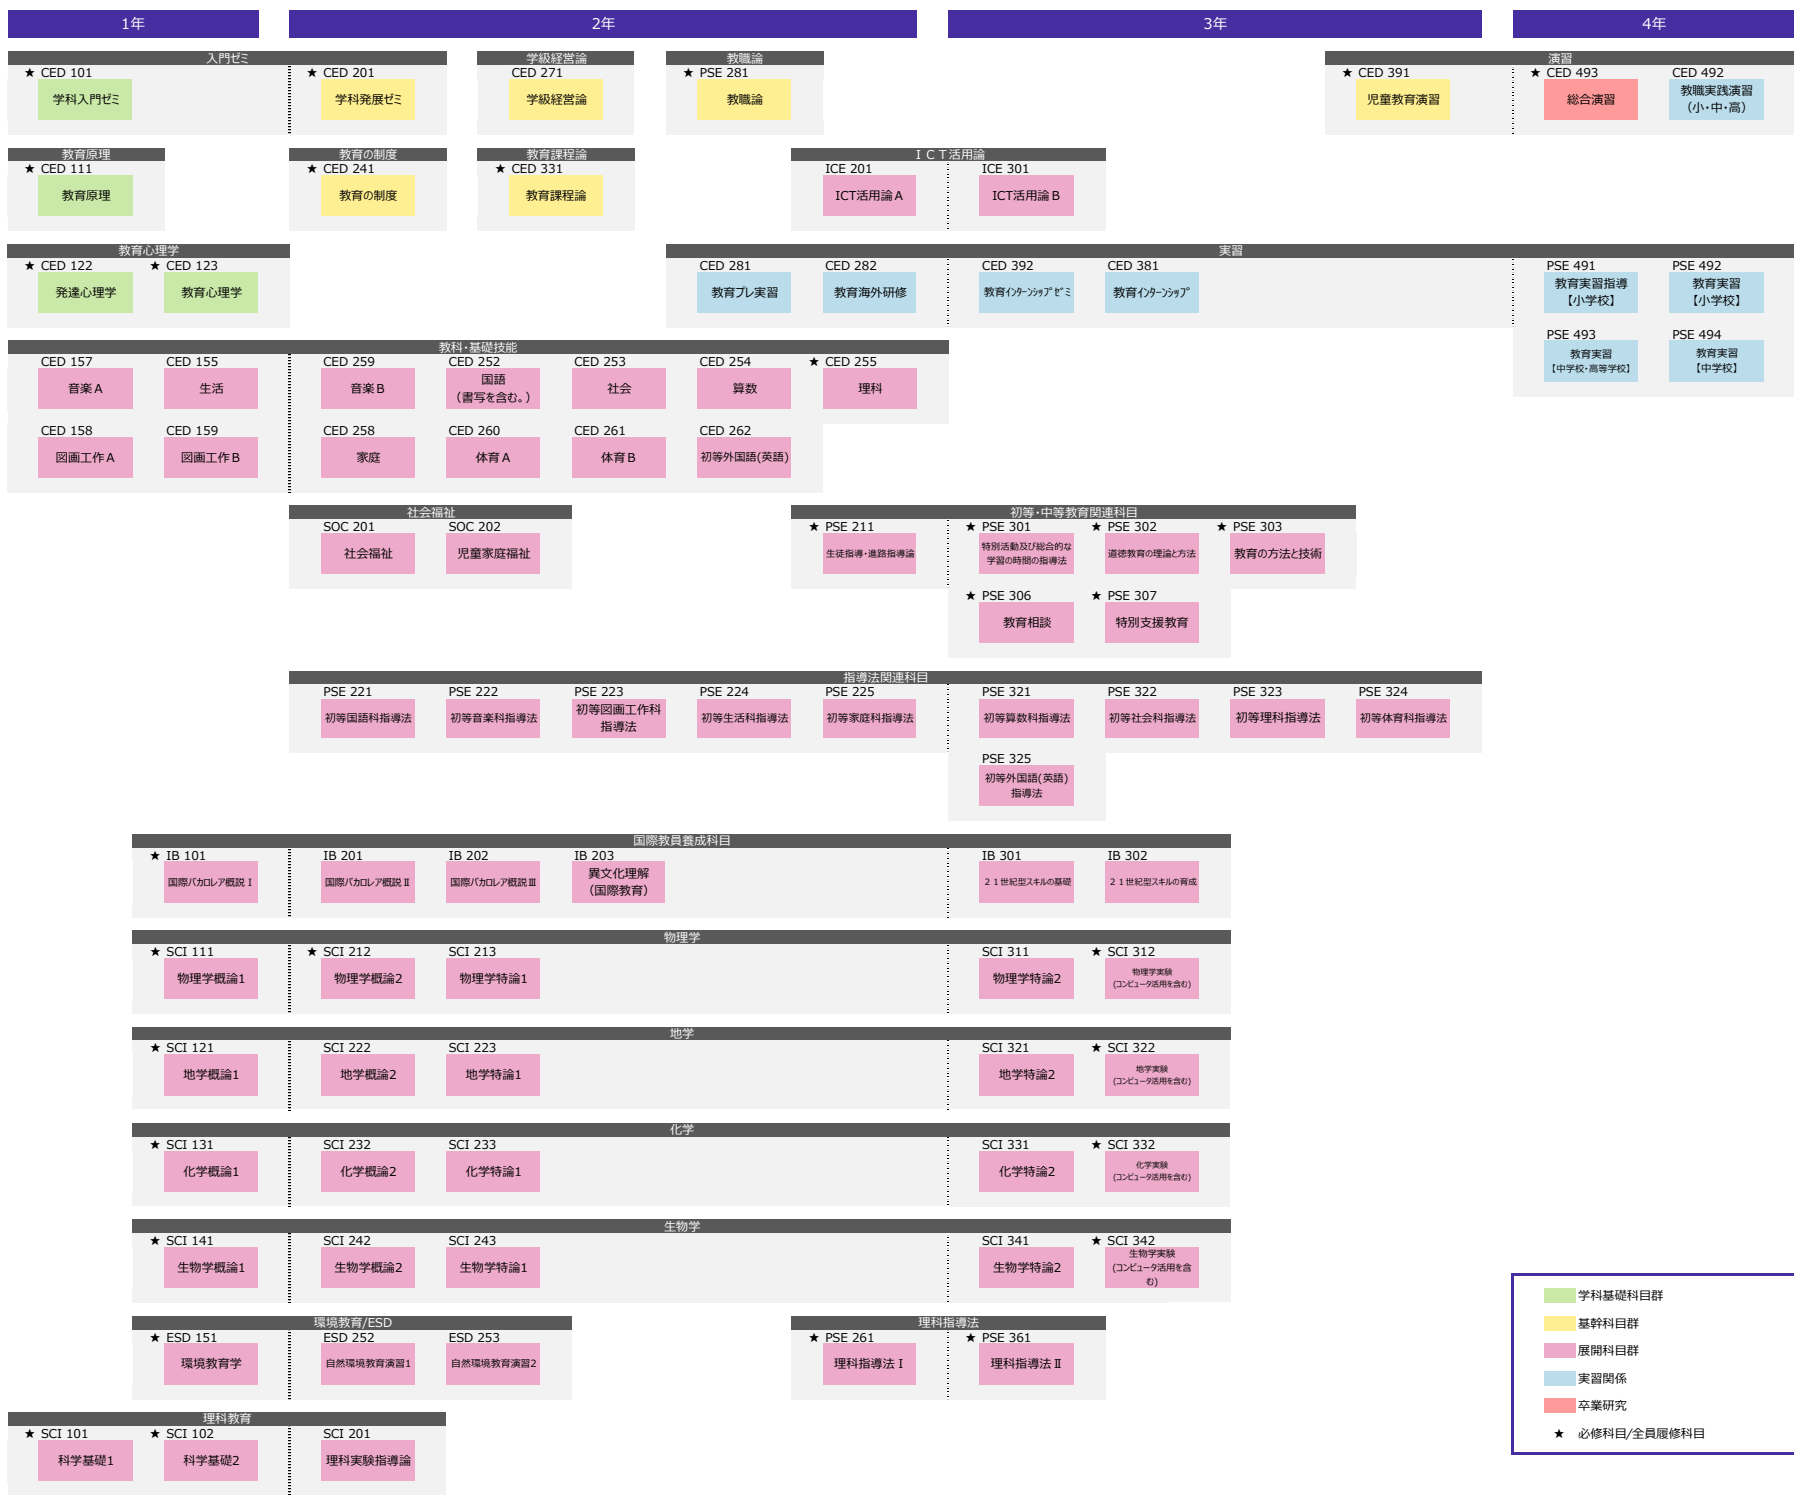 1年
2年
3年
4年
入門ゼミ
学級経営論
教職論
演習
★ CED 101
★ CED 201
CED 271
★ PSE 281
★ CED 391
★ CED 493
CED 492
学科入門ゼミ
学科発展ゼミ
学級経営論
教職論
児童教育演習
総合演習
教職実践演習
（小・中・高）
教育原理
教育の制度
教育課程論
ＩＣＴ活用論
★ CED 111
★ CED 241
★ CED 331
ICE 201
ICE 301
教育原理
教育の制度
教育課程論
ICT活用論Ａ
ICT活用論Ｂ
教育心理学
実習
★ CED 122
★ CED 123
CED 281
CED 282
CED 392
CED 381
PSE 491
PSE 492
発達心理学
教育心理学
教育プレ実習
教育海外研修
教育インターンシップゼミ
教育インターンシップ
教育実習指導
【小学校】
教育実習
【小学校】
PSE 493
PSE 494
教育実習
【中学校・高等学校】
教育実習
【中学校】
教科・基礎技能
CED 157
CED 155
CED 259
CED 252
CED 253
CED 254
★ CED 255
音楽Ａ
生活
音楽Ｂ
国語
（書写を含む。）
社会
算数
理科
CED 158
CED 159
CED 258
CED 260
CED 261
CED 262
図画工作Ａ
図画工作Ｂ
家庭
体育Ａ
体育Ｂ
初等外国語(英語)
社会福祉
初等・中等教育関連科目
SOC 201
SOC 202
★ PSE 211
★ PSE 301
★ PSE 302
★ PSE 303
社会福祉
児童家庭福祉
生徒指導・進路指導論
特別活動及び総合的な
学習の時間の指導法
道徳教育の理論と方法
教育の方法と技術
★ PSE 306
★ PSE 307
教育相談
特別支援教育
指導法関連科目
PSE 221
PSE 222
PSE 223
PSE 224
PSE 225
PSE 321
PSE 322
PSE 323
PSE 324
初等国語科指導法
初等音楽科指導法
初等図画工作科
指導法
初等生活科指導法
初等家庭科指導法
初等算数科指導法
初等社会科指導法
初等理科指導法
初等体育科指導法
PSE 325
初等外国語(英語)
指導法
国際教員養成科目
★ IB 101
IB 201
IB 202
IB 203
IB 301
IB 302
国際バカロレア概説Ⅰ
国際バカロレア概説Ⅱ
国際バカロレア概説Ⅲ
異文化理解
（国際教育）
２１世紀型スキルの基礎
２１世紀型スキルの育成
物理学
★ SCI 111
★ SCI 212
SCI 213
SCI 311
★ SCI 312
物理学概論1
物理学概論2
物理学特論1
物理学特論2
物理学実験
(コンピュータ活用を含む)
地学
★ SCI 121
SCI 222
SCI 223
SCI 321
★ SCI 322
地学概論1
地学概論2
地学特論1
地学特論2
地学実験
(コンピュータ活用を含む)
化学
★ SCI 131
SCI 232
SCI 233
SCI 331
★ SCI 332
化学概論1
化学概論2
化学特論1
化学特論2
化学実験
(コンピュータ活用を含む)
生物学
★ SCI 141
SCI 242
SCI 243
SCI 341
★ SCI 342
生物学概論1
生物学概論2
生物学特論1
生物学特論2
生物学実験
(コンピュータ活用を含
む)
環境教育/ESD
理科指導法
★ ESD 151
ESD 252
ESD 253
★ PSE 261
★ PSE 361
環境教育学
自然環境教育演習1
自然環境教育演習2
理科指導法Ⅰ
理科指導法Ⅱ
理科教育
★ SCI 101
★ SCI 102
SCI 201
科学基礎1
科学基礎2
理科実験指導論
学科基礎科目群
基幹科目群
展開科目群
実習関係
卒業研究
★ 必修科目/全員履修科目